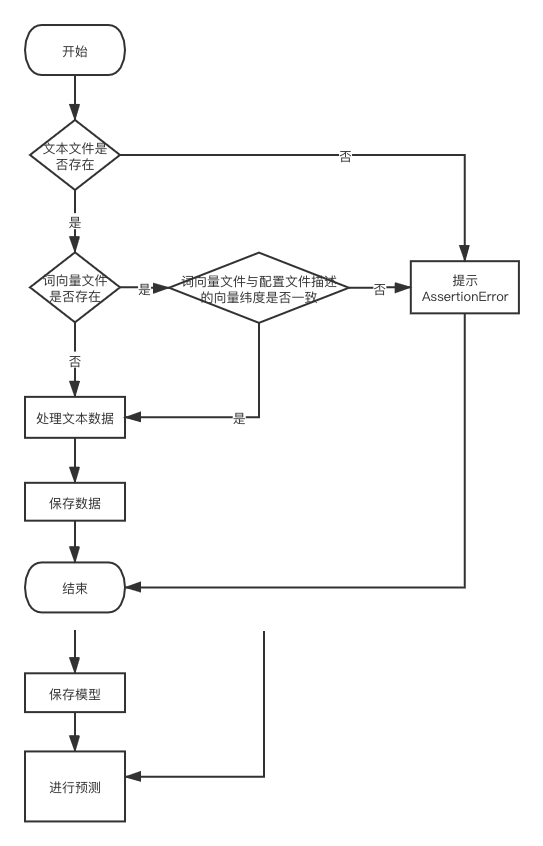 开始
文本文件是
否存在
否
是
词向量文件
是否存在
是
词向量文件与配置文件描述
的向量纬度是否一致
否
提示
AssertionError
否
处理文本数据
是
保存数据
结束
保存模型
进行预测